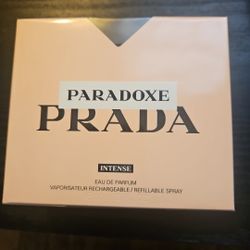 PARADOXE
PRADA
INTENSE
EAU DE PARFUM
VAPORISATEUR RECHARGEABLE / REFILLABLE SPRAY